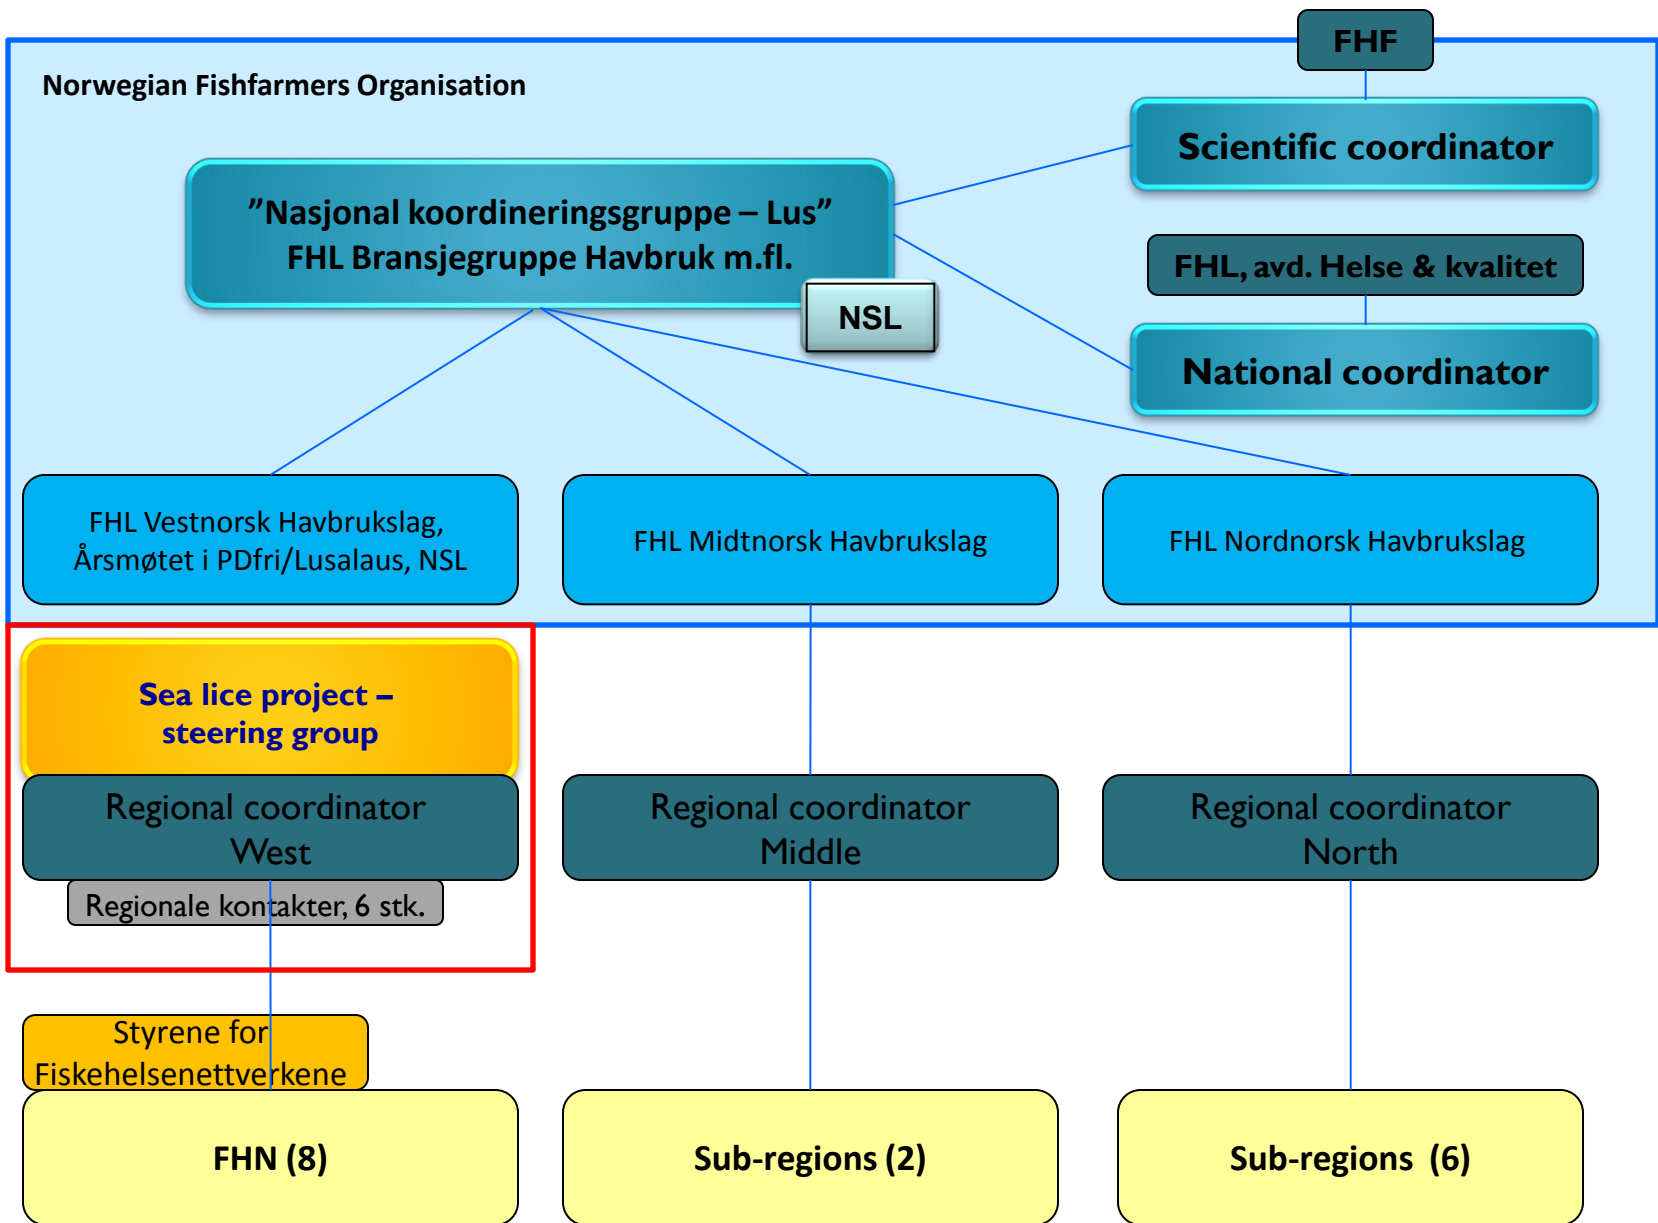 FHF
Norwegian Fishfarmers Organisation
Scientific coordinator
”Nasjonal koordineringsgruppe – Lus”
FHL Bransjegruppe Havbruk m.fl.
NSL
FHL, avd. Helse & kvalitet
National coordinator
FHL Vestnorsk Havbrukslag,
Årsmøtet i PDfri/Lusalaus, NSL
FHL Midtnorsk Havbrukslag
FHL Nordnorsk Havbrukslag
Sea lice project –
steering group
Regional coordinator
West
Regional coordinator
Middle
Regional coordinator
North
Regionale kontakter, 6 stk.
Styrene for
Fiskehelsenettverkene
FHN (8)
Sub-regions (2)
Sub-regions (6)